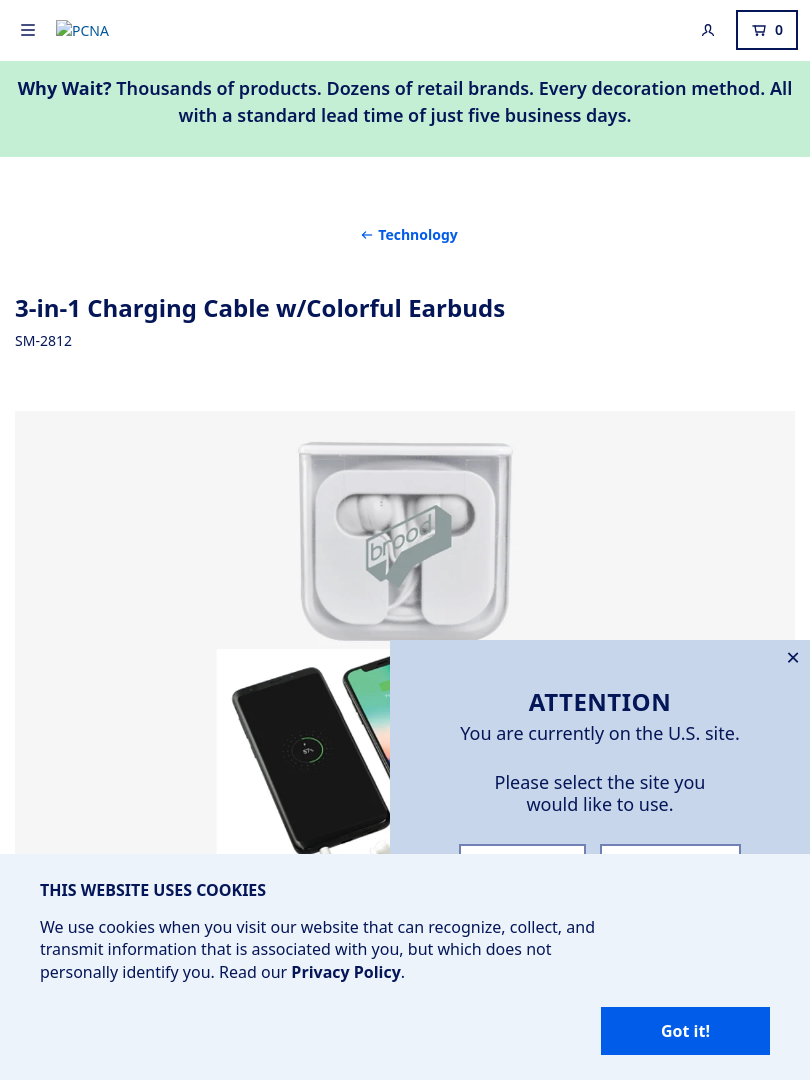 PCNA
0
Why Wait? Thousands of products. Dozens of retail brands. Every decoration method. All
with a standard lead time of just five business days.
← Technology
3-in-1 Charging Cable w/Colorful Earbuds
SM-2812
brood
57%
ATTENTION
You are currently on the U.S. site.
Please select the site you
would like to use.
THIS WEBSITE USES COOKIES
We use cookies when you visit our website that can recognize, collect, and
transmit information that is associated with you, but which does not
personally identify you. Read our Privacy Policy.
Got it!